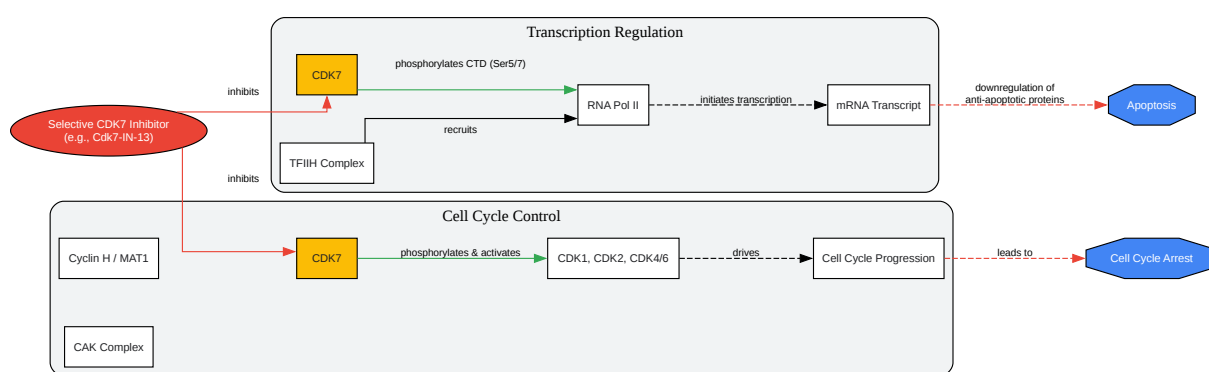 Transcription Regulation
CDK7
phosphorylates CTD (Ser5/7)
inhibits
RNA Pol II
initiates transcription
mRNA Transcript
downregulation of
anti-apoptotic proteins
Apoptosis
Selective CDK7 Inhibitor
(e.g., Cdk7-IN-13)
recruits
TFIIH Complex
inhibits
Cell Cycle Control
Cyclin H / MAT1
CDK7
phosphorylates & activates
CDK1, CDK2, CDK4/6
drives
Cell Cycle Progression
leads to
Cell Cycle Arrest
CAK Complex